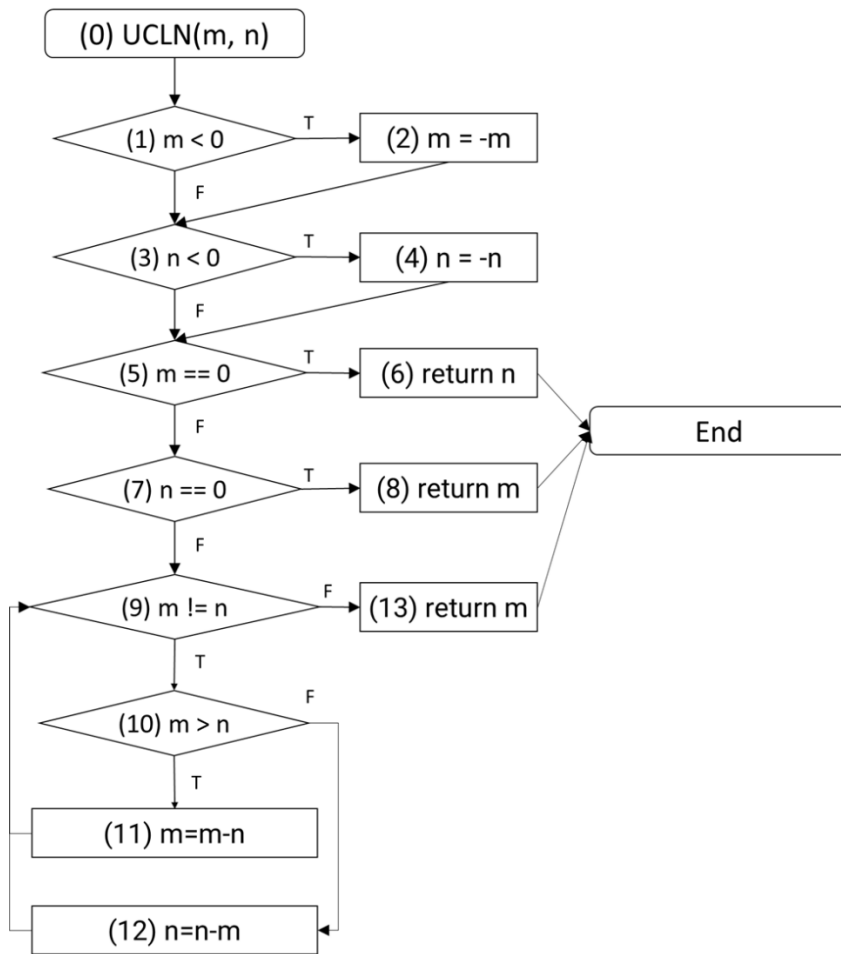 (0) UCLN(m, n)
(1) m < 0
T
(2) m = -m
F
(3) n < 0
T
(4) n = -n
F
(5) m == 0
T
(6) return n
F
End
(7) n == 0
T
(8) return m
F
(9) m != n
F
(13) return m
T
(10) m > n
F
T
(11) m=m-n
(12) n=n-m